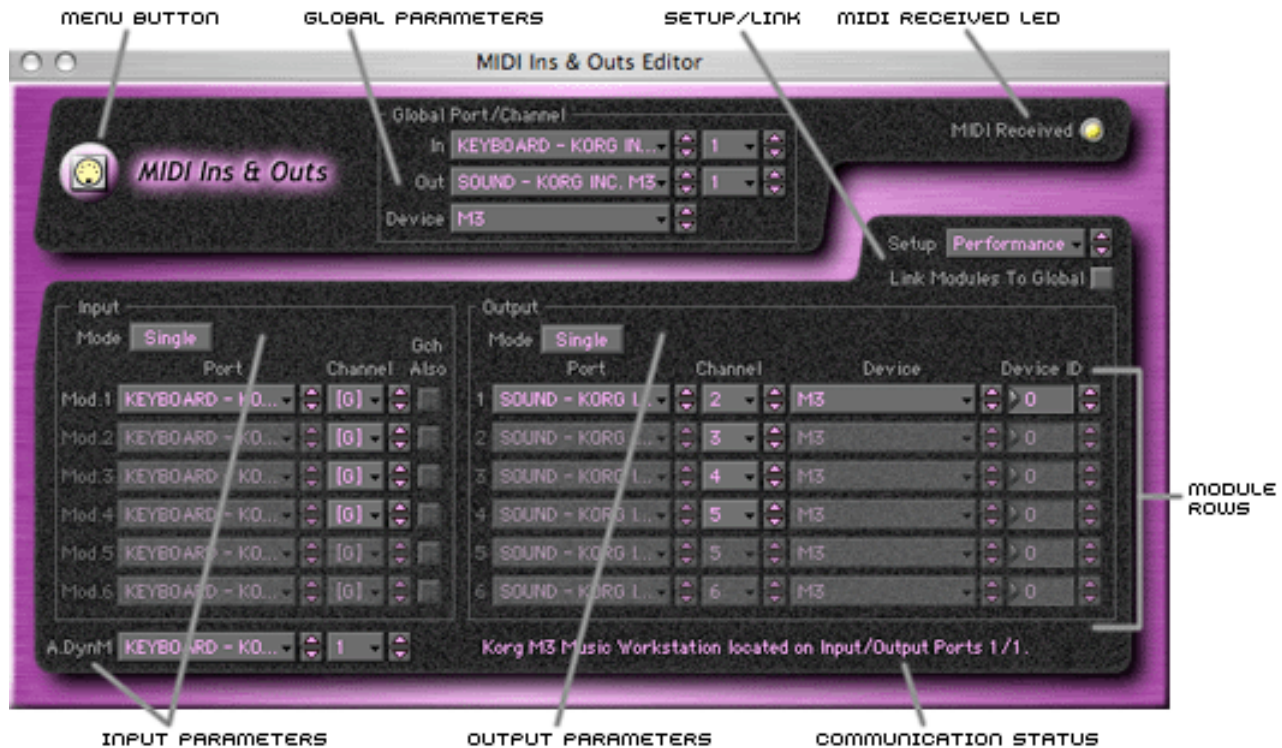 MENU BUTTON GLOBAL PARAMETERS SETUP/LINK MIDI RECEIVED LED
MIDI Ins & Outs Editor
Global Port/Channel
MIDI Received
In KEYBOARD - KORG IN... 1
MIDI Ins & Outs
Out SOUND - KORG INC. M3 1
Device M3
Setup Performance
Link Modules To Global
Input Output
Mode Single Mode Single
Gch
Port Channel Also Port Channel Device Device ID
Mod.1 KEYBOARD - KO... [G] 1 SOUND - KORG I... 2 M3 0
Mod.2 KEYBOARD - KO... [G] 2 SOUND - KORG I... 3 M3 0
Mod.3 KEYBOARD - KO... [G] 3 SOUND - KORG I... 4 M3 0
Mod.4 KEYBOARD - KO... [G] 4 SOUND - KORG I... 5 M3 0
Mod.5 KEYBOARD - KO... [G] 5 SOUND - KORG I... 5 M3 0
Mod.6 KEYBOARD - KO... [G] 6 SOUND - KORG I... 6 M3 0
MODULE
ROWS
A.DynM KEYBOARD - KO... 1 Korg M3 Music Workstation located on Input/Output Ports 1/1.
INPUT PARAMETERS OUTPUT PARAMETERS COMMUNICATION STATUS